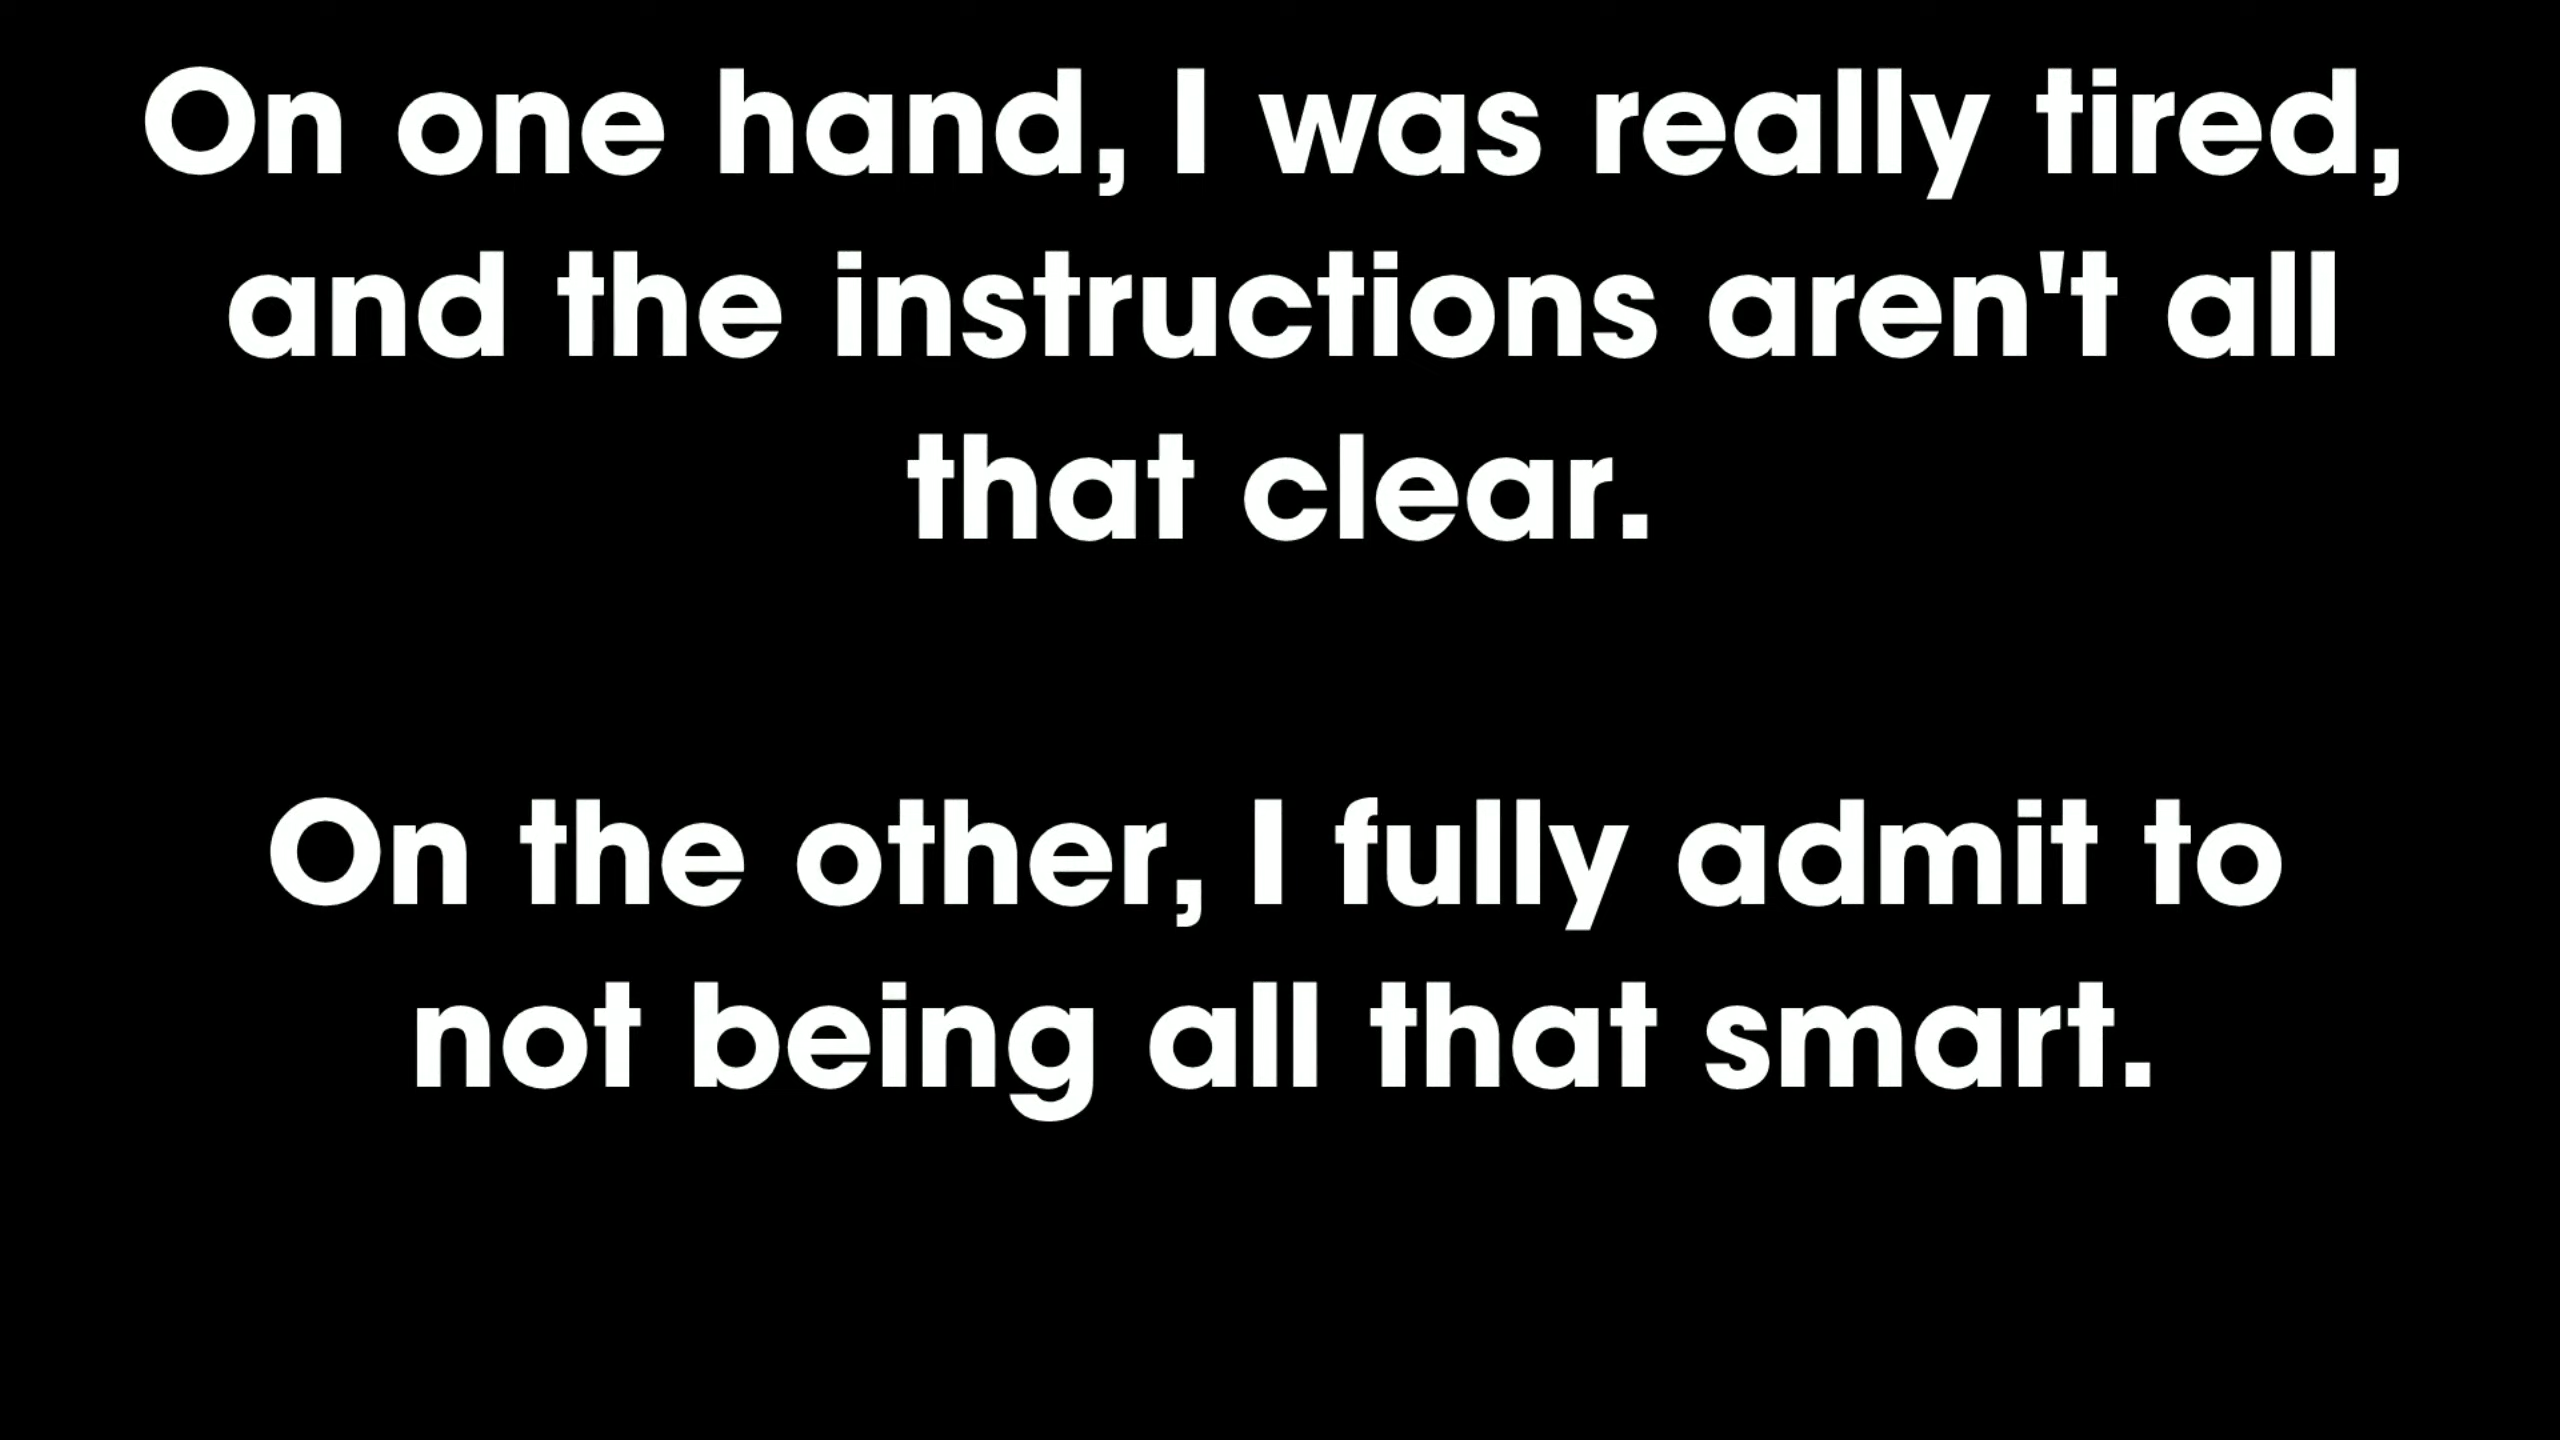 On one hand, I was really tired,
and the instructions aren't all
that clear.
On the other, I fully admit to
not being all that smart.